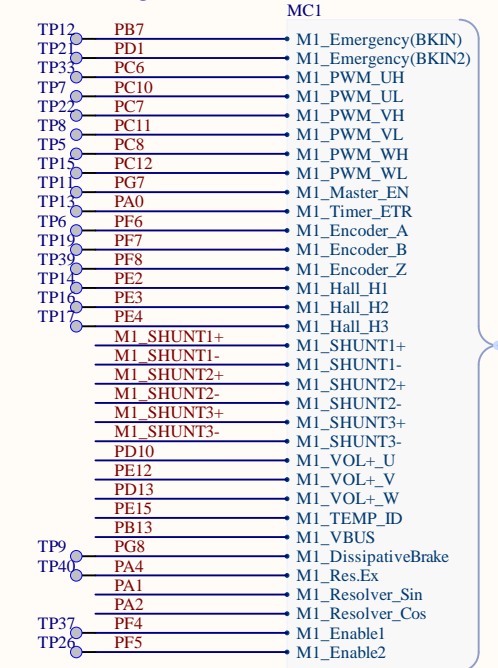 MC1
TP12 PB7 M1_Emergency(BKIN)
TP21 PD1 M1_Emergency(BKIN2)
TP33 PC6 M1_PWM_UH
TP7 PC10 M1_PWM_UL
TP22 PC7 M1_PWM_VH
TP8 PC11 M1_PWM_VL
TP5 PC8 M1_PWM_WH
TP15 PC12 M1_PWM_WL
TP11 PG7 M1_Master_EN
TP13 PA0 M1_Timer_ETR
TP6 PF6 M1_Encoder_A
TP19 PF7 M1_Encoder_B
TP39 PF8 M1_Encoder_Z
TP14 PE2 M1_Hall_H1
TP16 PE3 M1_Hall_H2
TP17 PE4 M1_Hall_H3
M1_SHUNT1+ M1_SHUNT1+
M1_SHUNT1- M1_SHUNT1-
M1_SHUNT2+ M1_SHUNT2+
M1_SHUNT2- M1_SHUNT2-
M1_SHUNT3+ M1_SHUNT3+
M1_SHUNT3- M1_SHUNT3-
PD10 M1_VOL+_U
PE12 M1_VOL+_V
PD13 M1_VOL+_W
PE15 M1_TEMP_ID
PB13 M1_VBUS
TP9 PG8 M1_DissipativeBrake
TP40 PA4 M1_Res.Ex
PA1 M1_Resolver_Sin
PA2 M1_Resolver_Cos
TP37 PF4 M1_Enable1
TP26 PF5 M1_Enable2